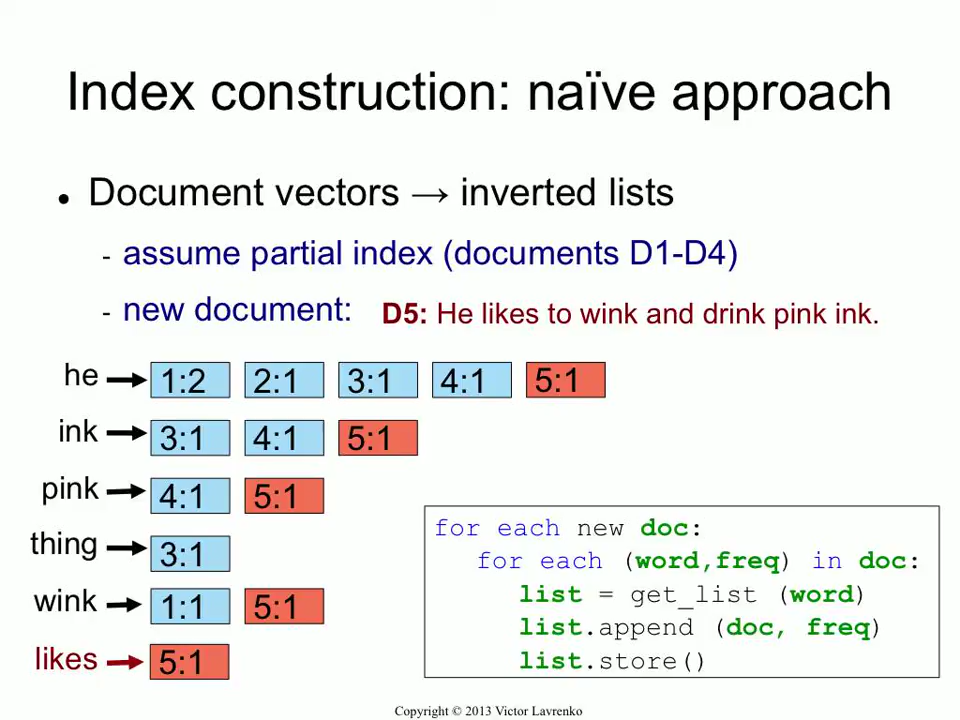 Index construction: naïve approach
● Document vectors → inverted lists
- assume partial index (documents D1-D4)
- new document: D5: He likes to wink and drink pink ink.
he 1:2 2:1 3:1 4:1 5:1
ink 3:1 4:1 5:1
pink 4:1 5:1
thing 3:1
wink 1:1 5:1
likes 5:1
for each new doc:
for each (word,freq) in doc:
list = get_list (word)
list.append (doc, freq)
list.store()
Copyright © 2013 Victor Lavrenko